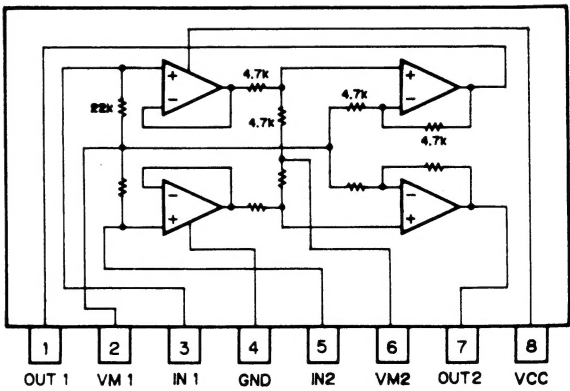 +
−
4.7k
22k
4.7k
4.7k
+
−
4.7k
−
+
−
+
1
2
3
4
5
6
7
8
OUT 1
VM 1
IN 1
GND
IN2
VM2
OUT2
VCC